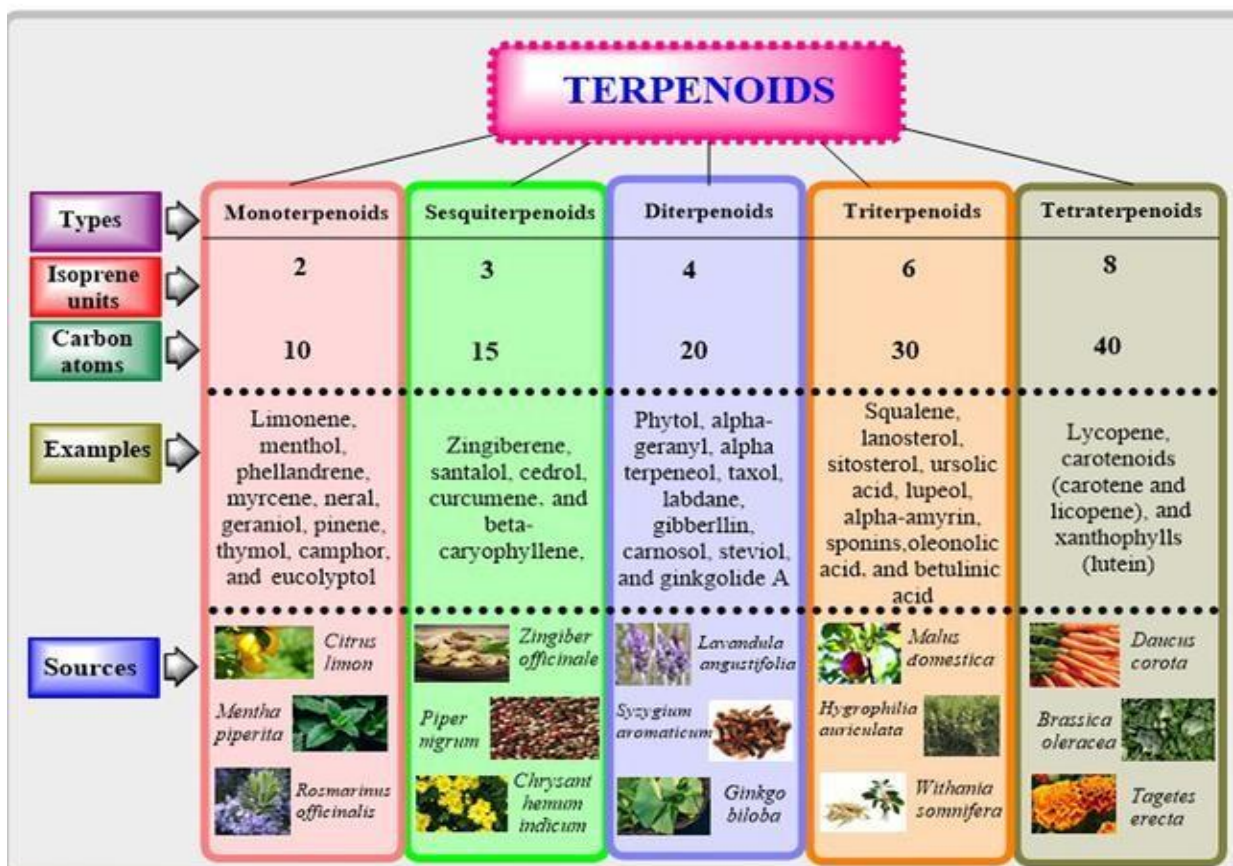 TERPENOIDS
Types
Monoterpenoids
Sesquiterpenoids
Diterpenoids
Triterpenoids
Tetraterpenoids
Isoprene
units
2
3
4
6
8
Carbon
atoms
10
15
20
30
40
Examples
Limonene,
menthol,
phellandrene,
myrcene, neral,
geraniol, pinene,
thymol, camphor,
and eucolyptol
Zingiberene,
santalol, cedrol,
curcumene, and
beta-
caryophyllene,
Phytol, alpha-
geranyl, alpha
terpeneol, taxol,
labdane,
gibberllin,
carnosol, steviol,
and ginkgolide A
Squalene,
lanosterol,
sitosterol, ursolic
acid, lupeol,
alpha-amyrin,
sponins,oleonolic
acid, and betulinic
acid
Lycopene,
carotenoids
(carotene and
licopene), and
xanthophylls
(lutein)
Sources
Citrus
limon
Mentha
piperita
Rosmarinus
officinalis
Zingiber
officinale
Piper
nigrum
Chrysant
hemum
indicum
Lavandula
angustifolia
Syzygium
aromaticum
Ginkgo
biloba
Malus
domestica
Hygrophilia
auriculata
Withania
somnifera
Daucus
corota
Brassica
oleracea
Tagetes
erecta